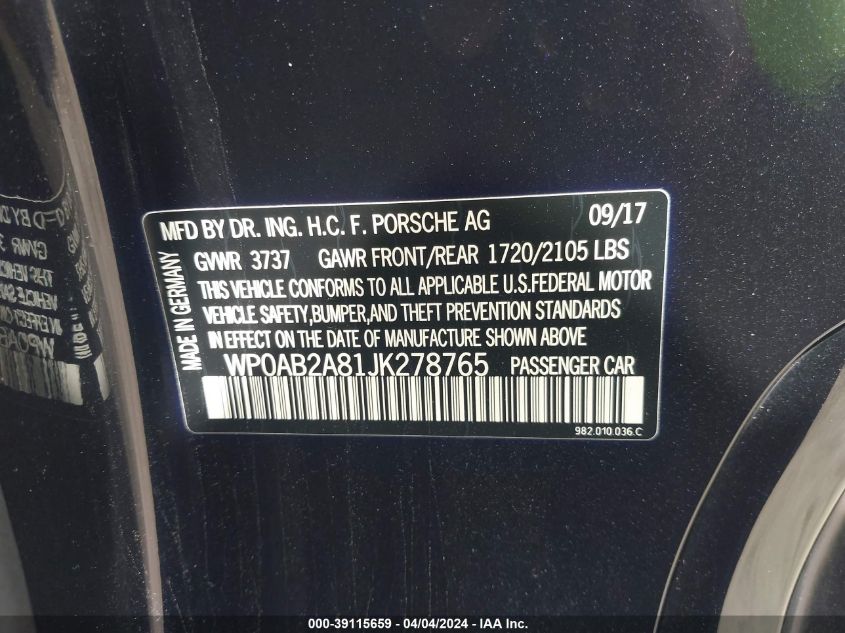 MFD BY DR. ING. H.C. F. PORSCHE AG 09/17
GVWR 3737 GAWR FRONT/REAR 1720/2105 LBS
THIS VEHICLE CONFORMS TO ALL APPLICABLE U.S.FEDERAL MOTOR
VEHICLE SAFETY,BUMPER,AND THEFT PREVENTION STANDARDS
IN EFFECT ON THE DATE OF MANUFACTURE SHOWN ABOVE
WP0AB2A81JK278765 PASSENGER CAR
982.010.036.C
MADE IN GERMANY
000-39115659 - 04/04/2024 - IAA Inc.